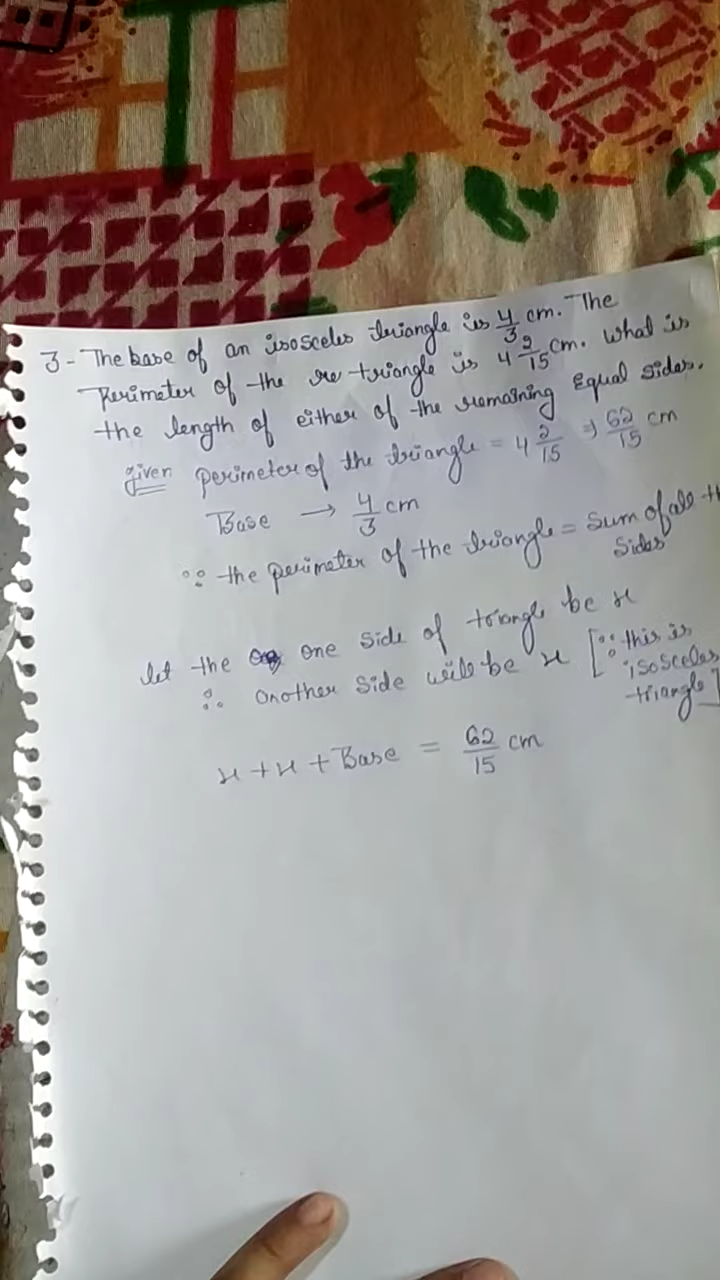 3- The base of an isosceles triangle is 4/3 cm. The
Perimeter of the triangle is 4 2/15 cm. What is
the length of either of the remaining Equal sides.
given perimeter of the triangle = 4 2/15 ⇒ 62/15 cm
Base → 4/3 cm
∵ the perimeter of the triangle = Sum of all th
Sides
let the one side of triangle be x
∴ another side will be x [∵ this is
isosceles
triangle]
x + x + Base = 62/15 cm